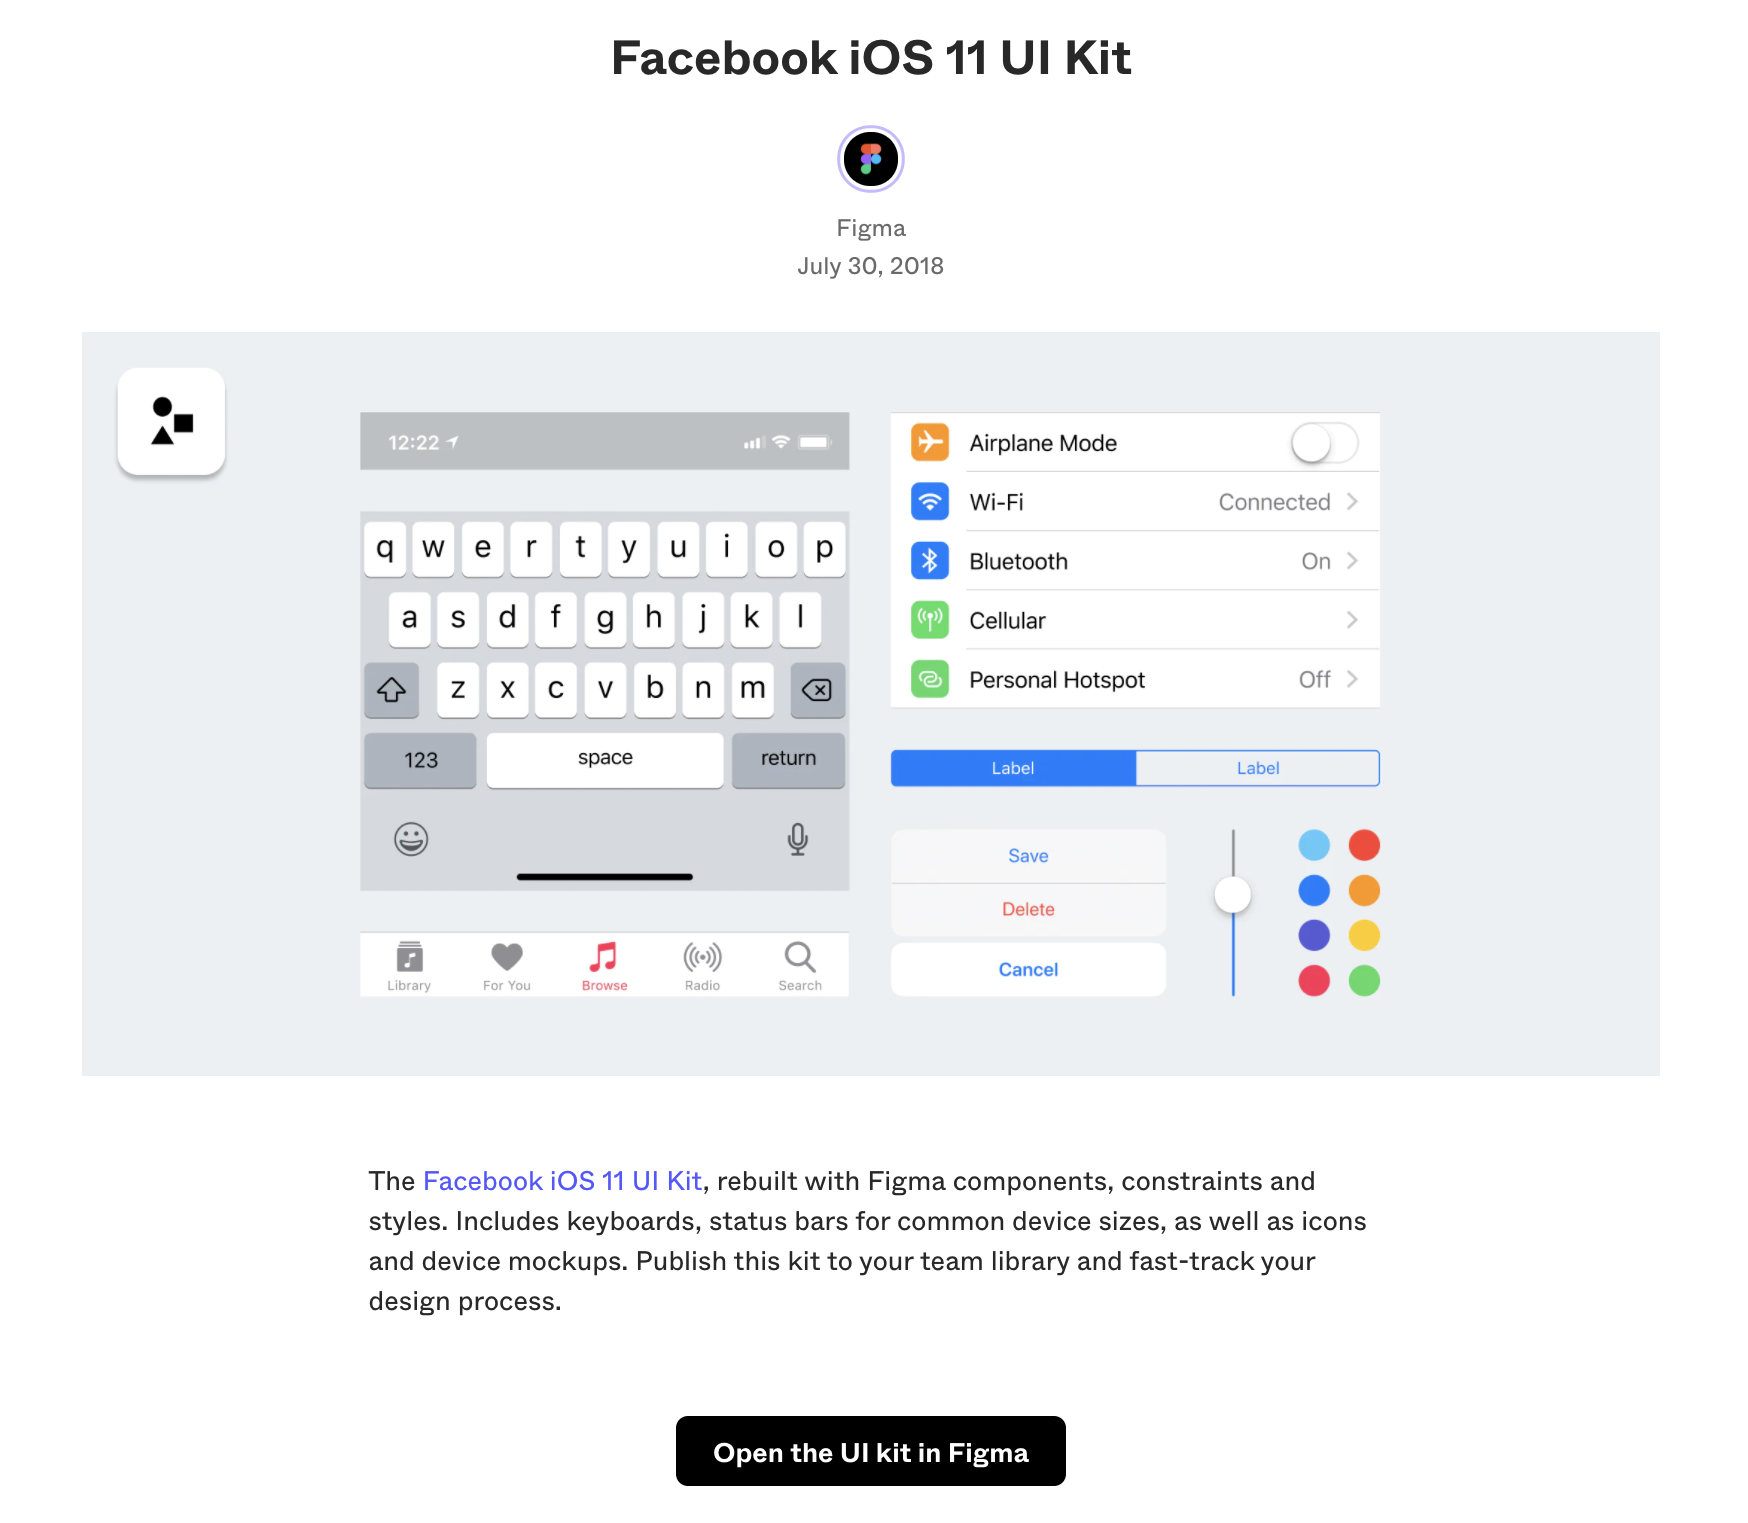 Facebook iOS 11 UI Kit
Figma
July 30, 2018
12:22
q w e r t y u i o p
a s d f g h j k l
z x c v b n m
123 space return
Library For You Browse Radio Search
Airplane Mode
Wi-Fi Connected
Bluetooth On
Cellular
Personal Hotspot Off
Label Label
Save
Delete
Cancel
The Facebook iOS 11 UI Kit, rebuilt with Figma components, constraints and
styles. Includes keyboards, status bars for common device sizes, as well as icons
and device mockups. Publish this kit to your team library and fast-track your
design process.
Open the UI kit in Figma